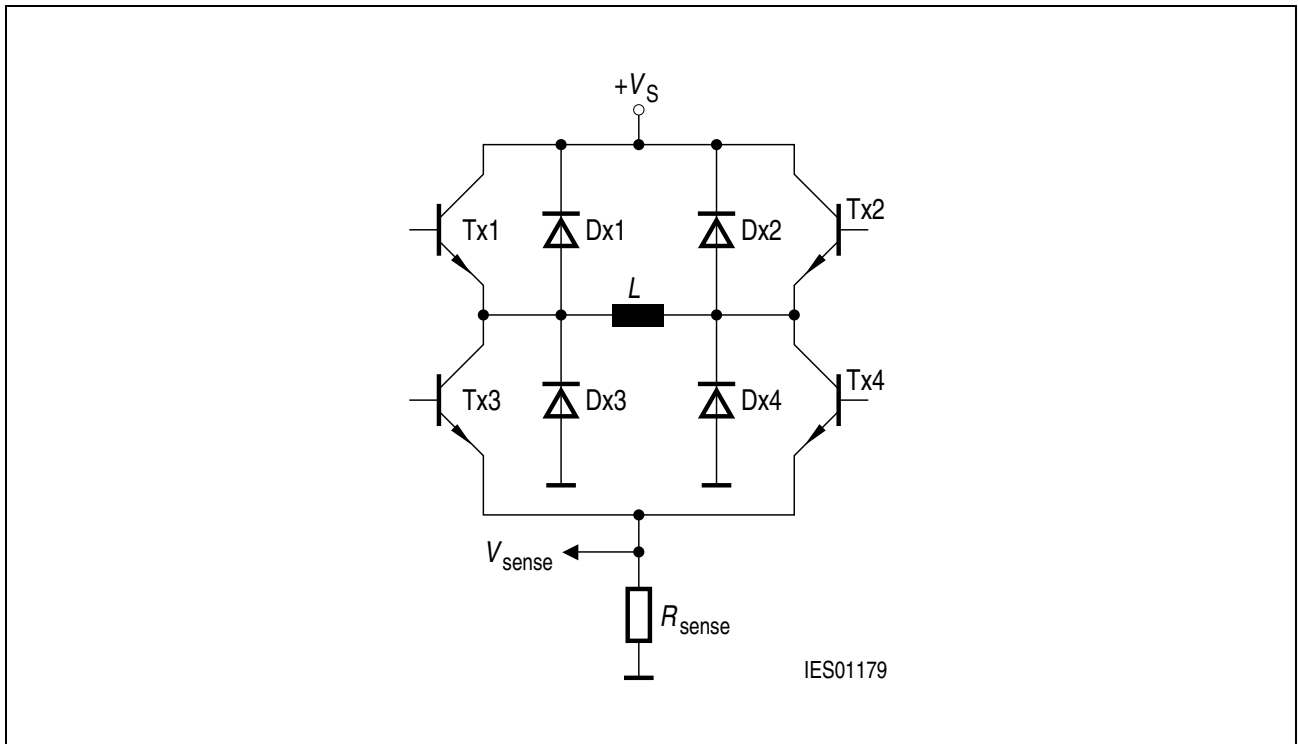 +VS
Tx1
Dx1
Dx2
Tx2
L
Tx3
Dx3
Dx4
Tx4
Vsense
Rsense
IES01179